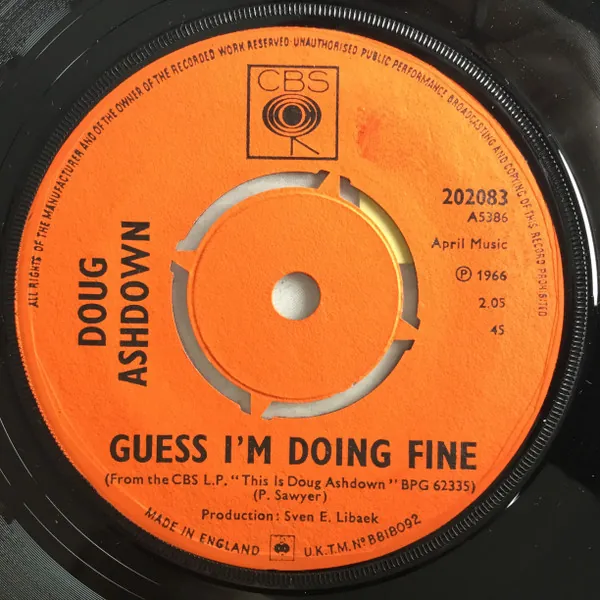 ALL RIGHTS OF THE MANUFACTURER AND OF THE OWNER OF THE RECORDED WORK RESERVED. UNAUTHORISED PUBLIC PERFORMANCE BROADCASTING AND COPYING OF THIS RECORD PROHIBITED
CBS
202083
A5386
April Music
℗ 1966
2.05
45
DOUG
ASHDOWN
GUESS I'M DOING FINE
(From the CBS L.P. "This Is Doug Ashdown" BPG 62335)
(P. Sawyer)
Production: Sven E. Libaek
MADE IN ENGLAND U.K.T.M. Nº B818092